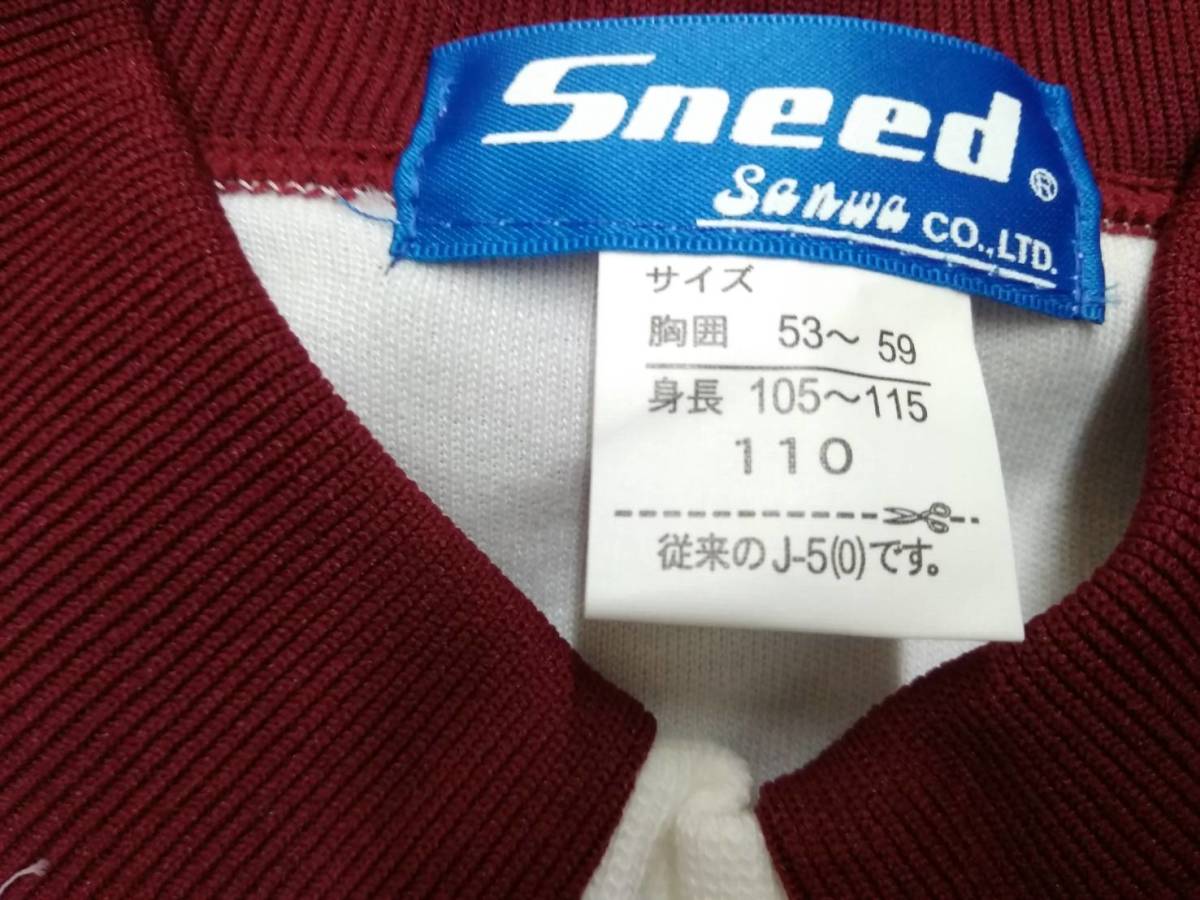 Sneed ®
Sanwa CO.,LTD.
サイズ
胸囲 53〜59
身長 105〜115
110
従来のJ-5(0)です。